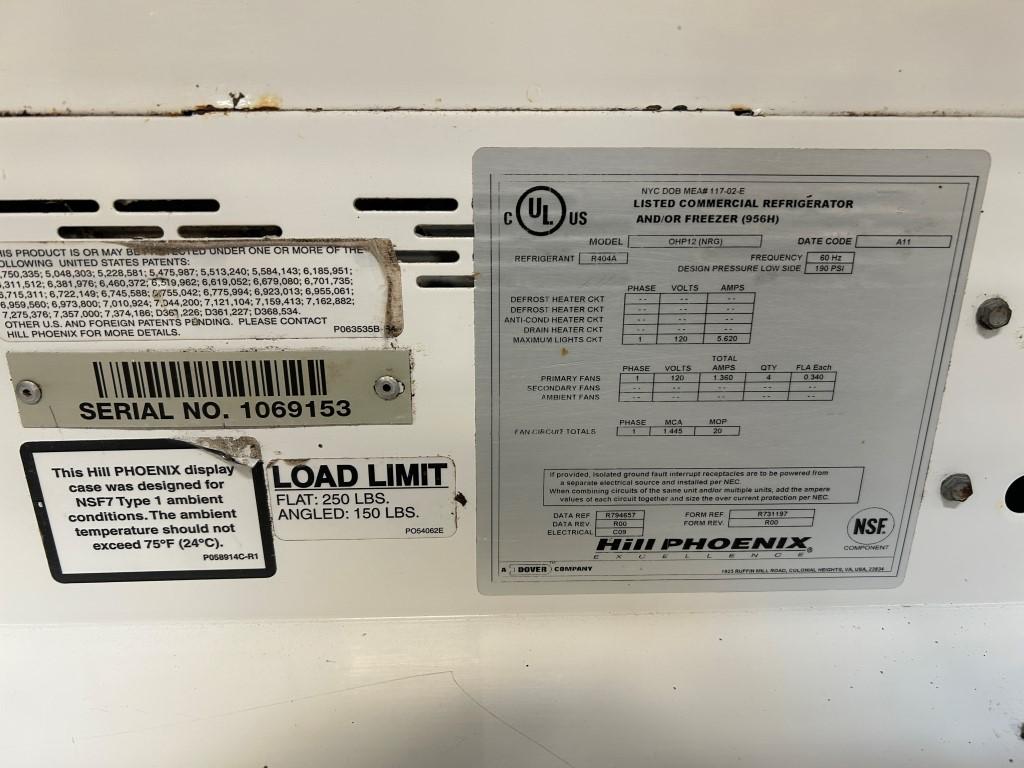 HIS PRODUCT IS OR MAY BE PROTECTED UNDER ONE OR MORE OF THE
OLLOWING UNITED STATES PATENTS:
,750,335; 5,048,303; 5,228,581; 5,475,987; 5,513,240; 5,584,143; 6,185,951;
6,311,512; 6,381,976; 6,460,372; 6,519,962; 6,619,052; 6,679,080; 6,701,735;
6,715,311; 6,722,149; 6,745,588; 6,755,042; 6,775,994; 6,923,013; 6,955,061;
6,959,560; 6,973,800; 7,010,924; 7,044,200; 7,121,104; 7,159,413; 7,162,882;
7,275,376; 7,357,000; 7,374,186; D361,226; D361,227; D368,534.
OTHER U.S. AND FOREIGN PATENTS PENDING. PLEASE CONTACT
HILL PHOENIX FOR MORE DETAILS.
P063535B-
SERIAL NO. 1069153
This Hill PHOENIX display
case was designed for
NSF7 Type 1 ambient
conditions. The ambient
temperature should not
exceed 75°F (24°C).
P058914C-R1
LOAD LIMIT
FLAT: 250 LBS.
ANGLED: 150 LBS.
PO54062E
C UL US
NYC DOB MEA# 117-02-E
LISTED COMMERCIAL REFRIGERATOR
AND/OR FREEZER (956H)
MODEL OHP12 (NRG) DATE CODE A11
REFRIGERANT R404A FREQUENCY 60 Hz
DESIGN PRESSURE LOW SIDE 190 PSI
PHASE VOLTS AMPS
DEFROST HEATER CKT -- -- --
DEFROST HEATER CKT -- -- --
ANTI-COND HEATER CKT -- -- --
DRAIN HEATER CKT -- -- --
MAXIMUM LIGHTS CKT 1 120 5.620
TOTAL
PHASE VOLTS AMPS QTY FLA Each
PRIMARY FANS 1 120 1.360 4 0.340
SECONDARY FANS -- -- -- -- --
AMBIENT FANS -- -- -- -- --
PHASE MCA MOP
FAN CIRCUIT TOTALS 1 1.445 20
If provided, isolated ground fault interrupt receptacles are to be powered from
a separate electrical source and installed per NEC.
When combining circuits of the same unit and/or multiple units, add the ampere
values of each circuit together and size the over current protection per NEC.
DATA REF R794657 FORM REF. R731197
DATA REV. R00 FORM REV. R00
ELECTRICAL C09
Hill PHOENIX®
EXCELLENCE
NSF.
COMPONENT
A DOVER™ COMPANY
1925 RUFFIN MILL ROAD, COLONIAL HEIGHTS, VA, USA, 23834